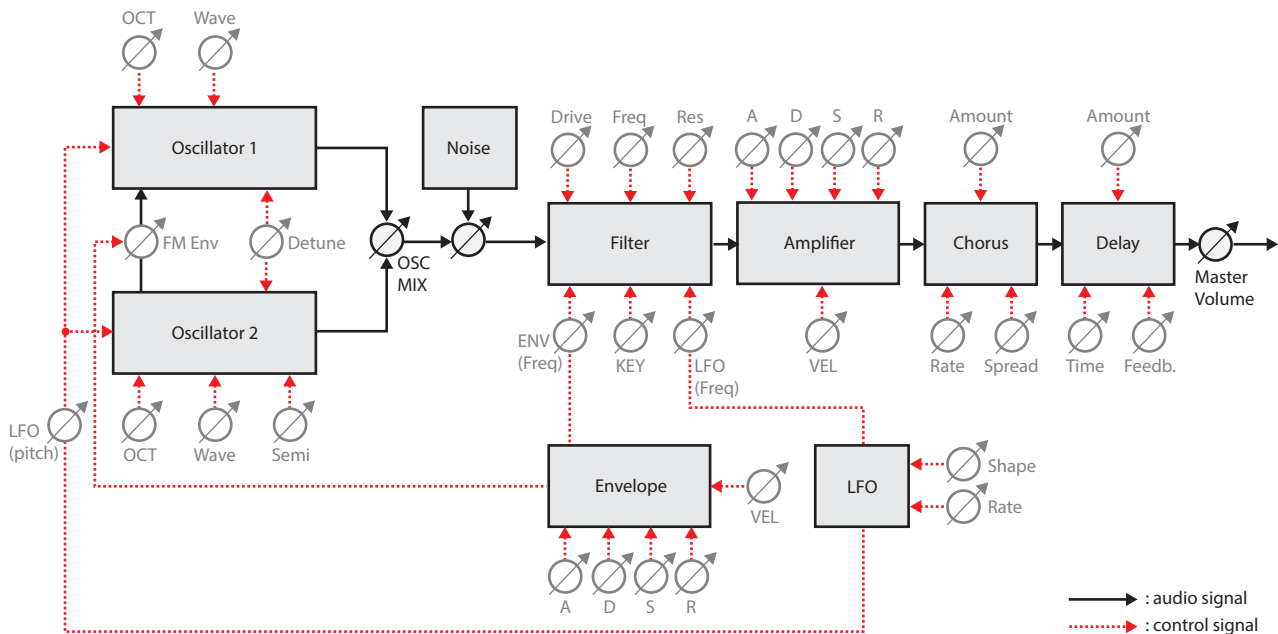 OCT Wave
Oscillator 1
Noise
Drive Freq Res
A D S R
Amount
Amount
FM Env
Detune
OSC
MIX
Filter
Amplifier
Chorus
Delay
Master
Volume
Oscillator 2
ENV
(Freq)
KEY
LFO
(Freq)
VEL
Rate Spread
Time Feedb.
LFO
(pitch)
OCT Wave Semi
Envelope
VEL
LFO
Shape
Rate
A D S R
: audio signal
: control signal